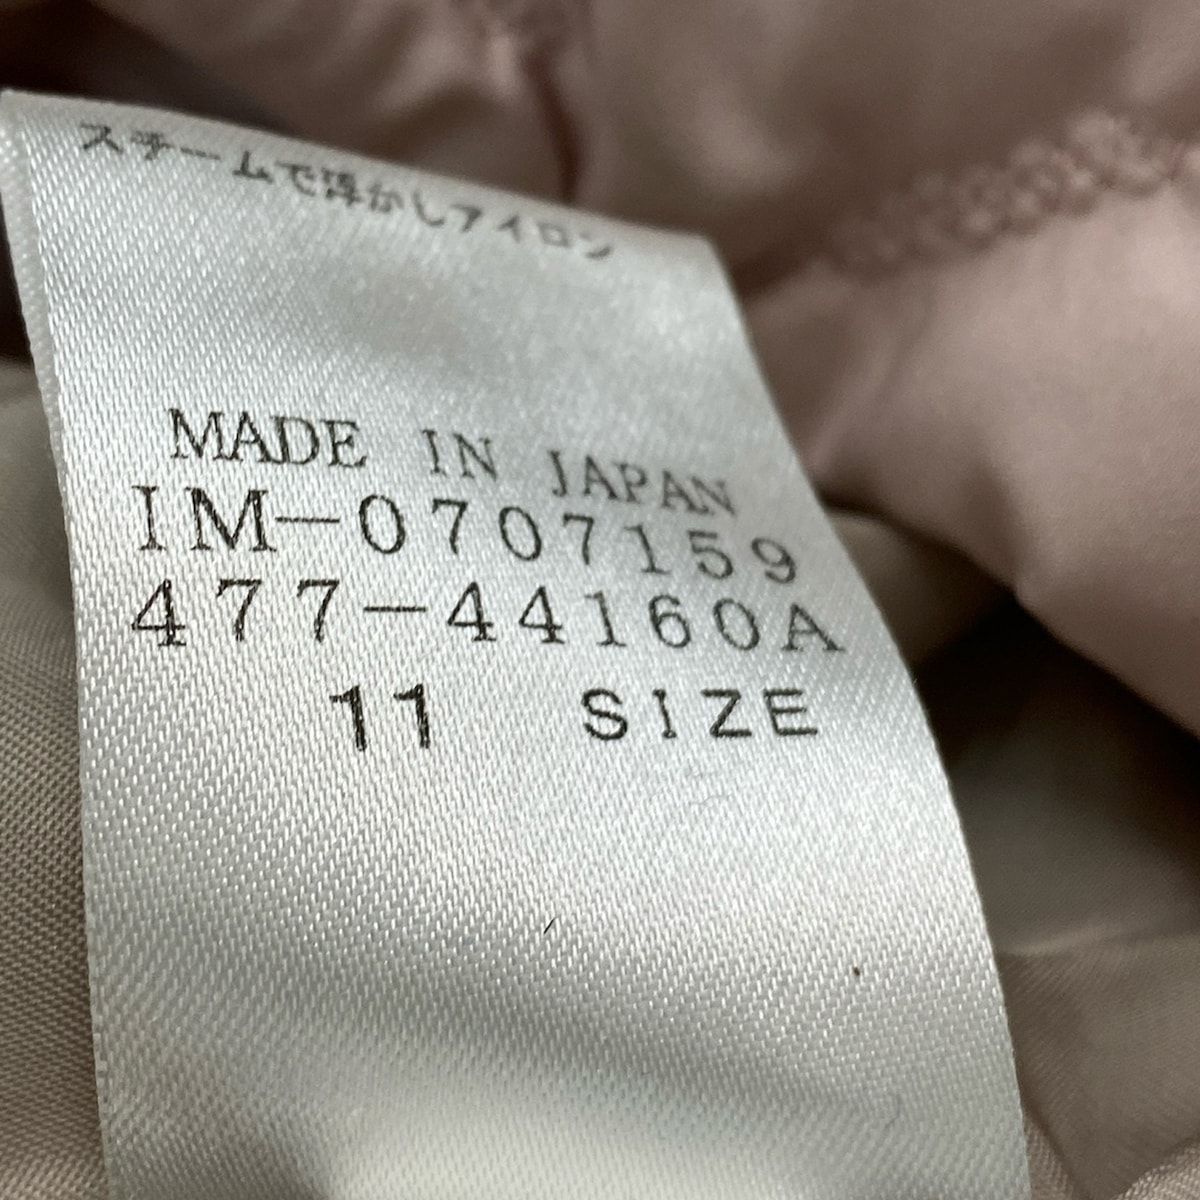 スチームで浮かしアイロン
MADE IN JAPAN
IM-0707159
477-44160A
11 SIZE